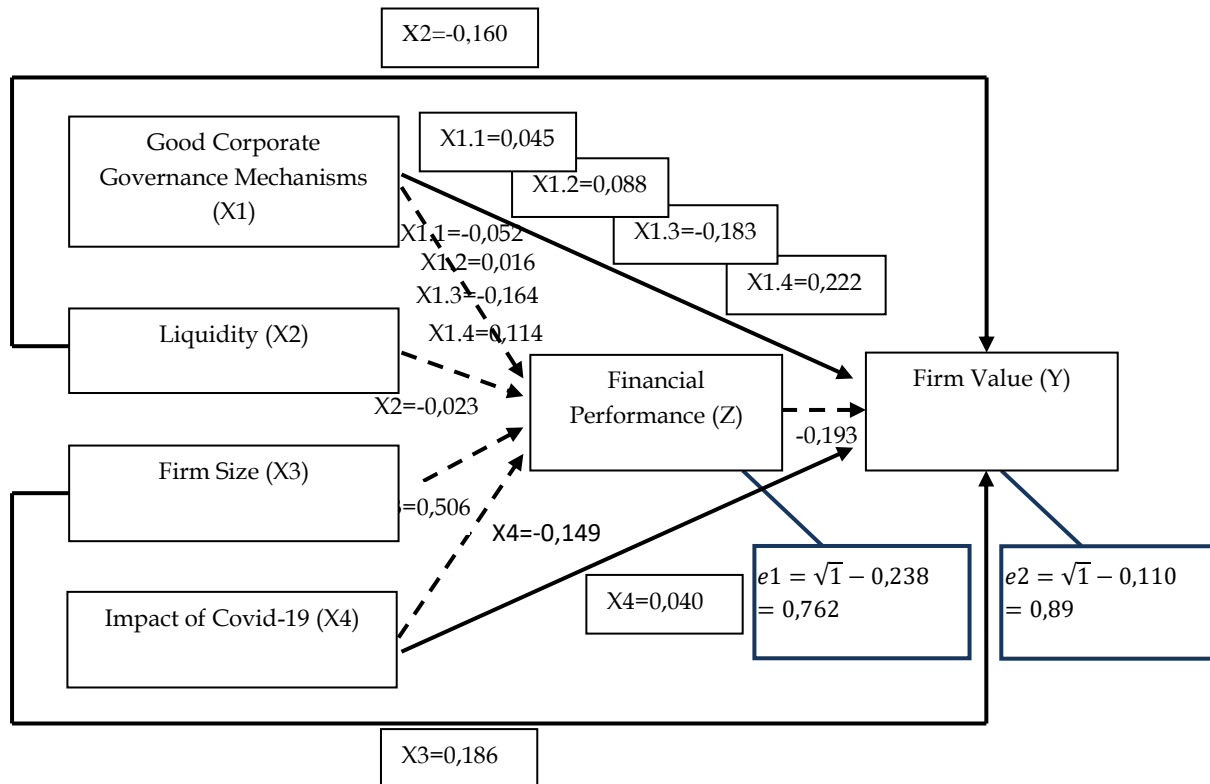 X2=-0,160
Good Corporate
Governance Mechanisms
(X1)
X1.1=0,045
X1.2=0,088
X1.3=-0,183
X1.4=0,222
X1.1=-0,052
X1.2=0,016
X1.3=-0,164
X1.4=0,114
Liquidity (X2)
X2=-0,023
Financial
Performance (Z)
Firm Value (Y)
-0,193
Firm Size (X3)
=0,506
X4=-0,149
Impact of Covid-19 (X4)
X4=0,040
e1 = √1 − 0,238
= 0,762
e2 = √1 − 0,110
= 0,89
X3=0,186